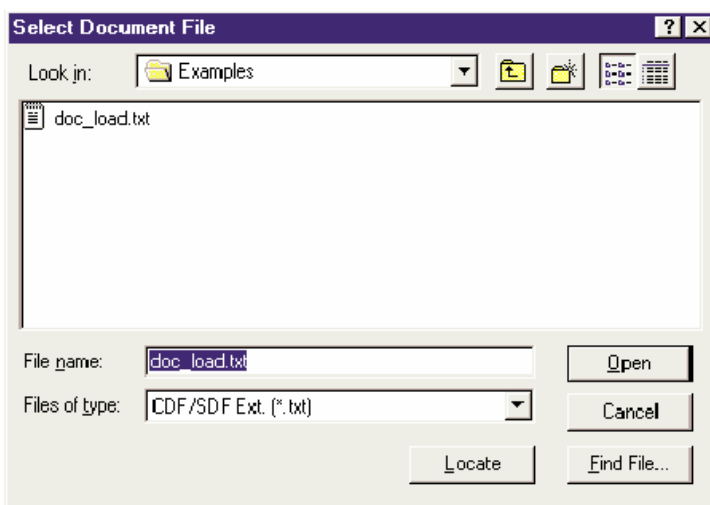 Select Document File
Look in: Examples
doc_load.txt
File name: doc_load.txt Open
Files of type: CDF/SDF Ext. (*.txt) Cancel
Locate Find File...